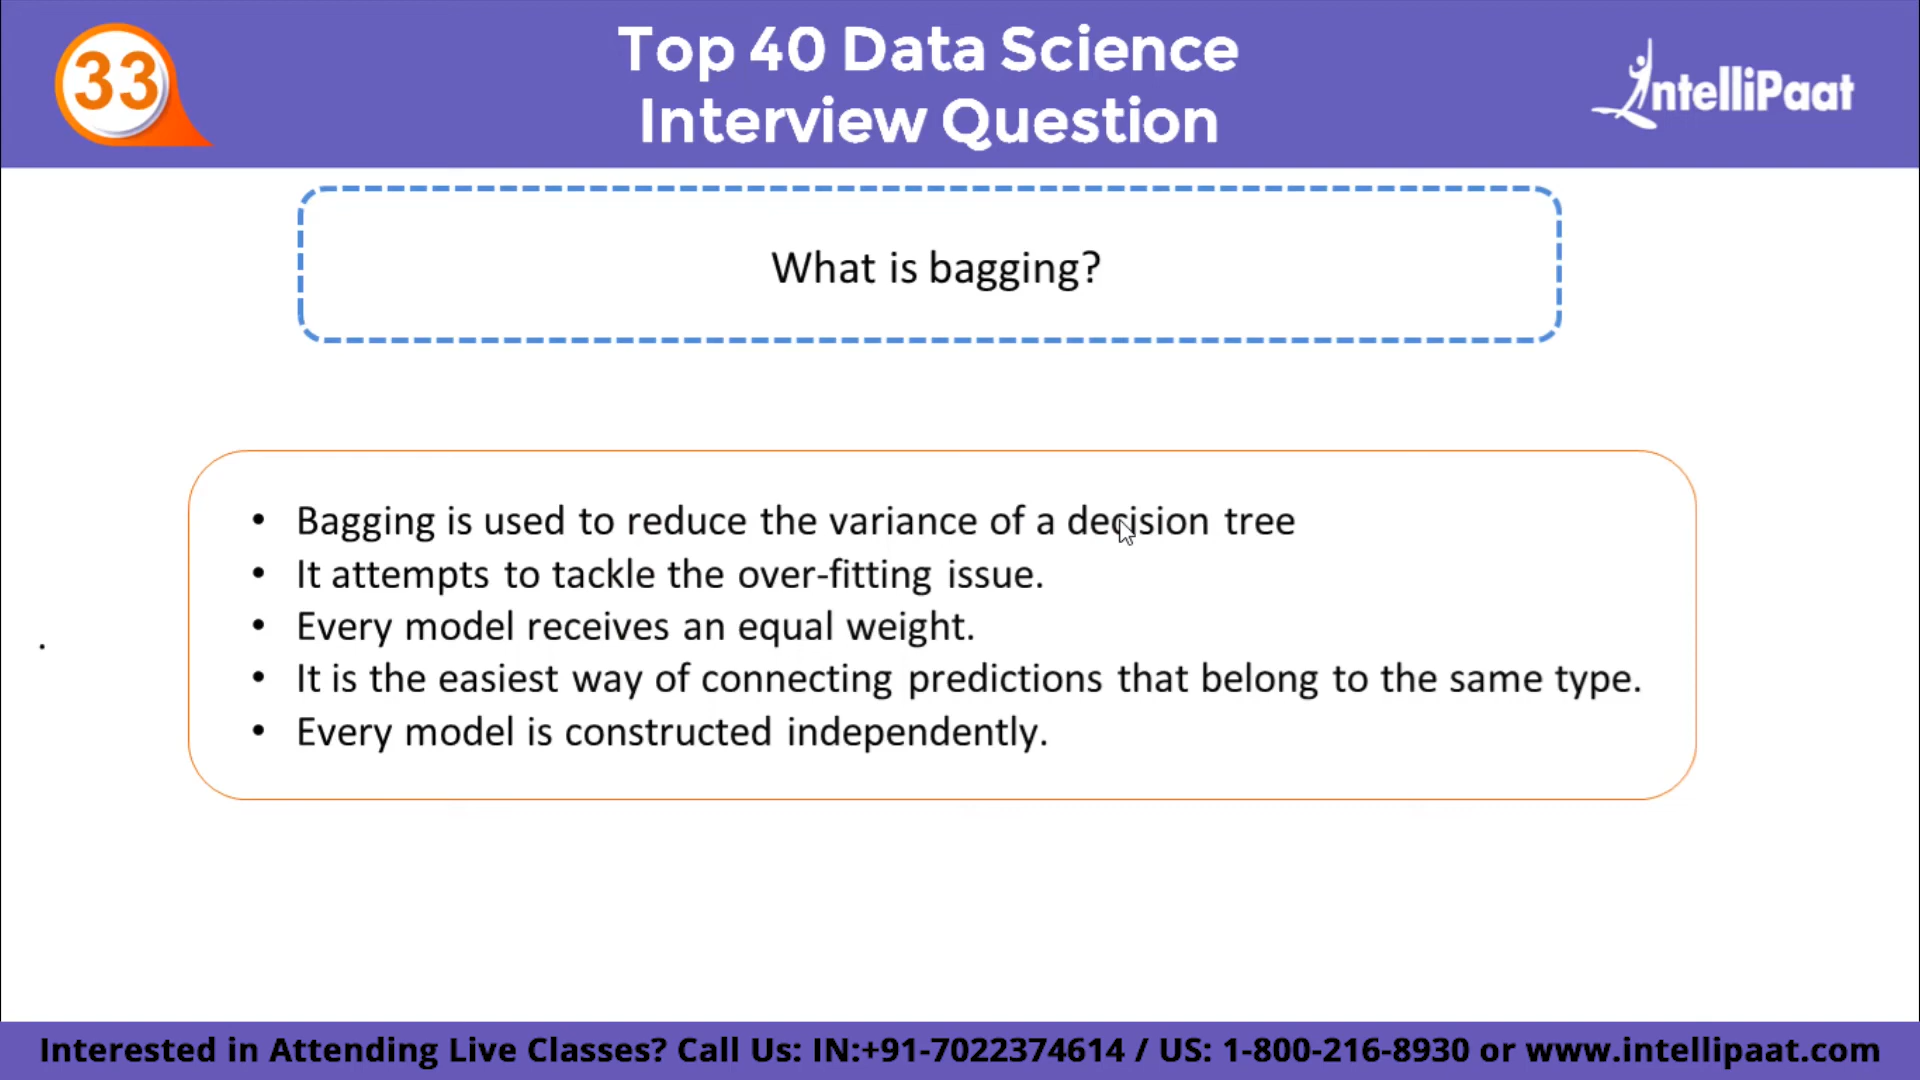 33
Top 40 Data Science
Interview Question
IntelliPaat
What is bagging?
• Bagging is used to reduce the variance of a decision tree
• It attempts to tackle the over-fitting issue.
• Every model receives an equal weight.
• It is the easiest way of connecting predictions that belong to the same type.
• Every model is constructed independently.
.
Interested in Attending Live Classes? Call Us: IN:+91-7022374614 / US: 1-800-216-8930 or www.intellipaat.com